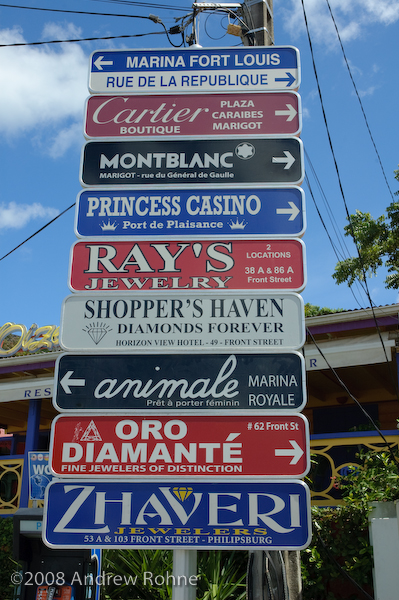 MARINA FORT LOUIS
RUE DE LA REPUBLIQUE
Cartier
BOUTIQUE
PLAZA
CARAIBES
MARIGOT
MONTBLANC
MARIGOT - rue du Général de Gaulle
PRINCESS CASINO
Port de Plaisance
RAY'S
JEWELRY
2
LOCATIONS
38 A & 86 A
FRONT STREET
SHOPPER'S HAVEN
DIAMONDS FOREVER
HORIZON VIEW HOTEL - 49 - FRONT STREET
animale
Prêt à porter féminin
MARINA
ROYALE
ORO
DIAMANTÉ
# 62 Front St
FINE JEWELERS OF DISTINCTION
ZHAVERI
JEWELERS
53 A & 103 FRONT STREET - PHILIPSBURG
©2008 Andrew Rohne